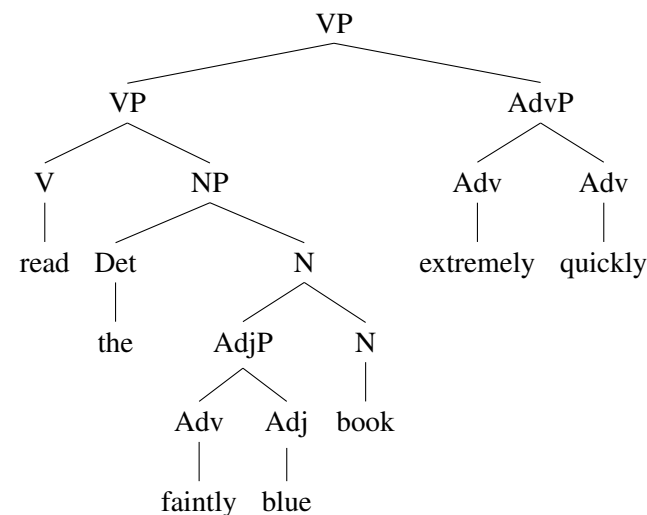 VP
VP AdvP
V NP Adv Adv
read Det N extremely quickly
the AdjP N
Adv Adj book
faintly blue